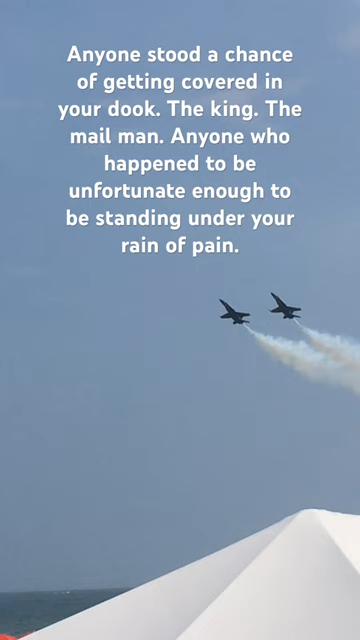 Anyone stood a chance
of getting covered in
your dook. The king. The
mail man. Anyone who
happened to be
unfortunate enough to
be standing under your
rain of pain.